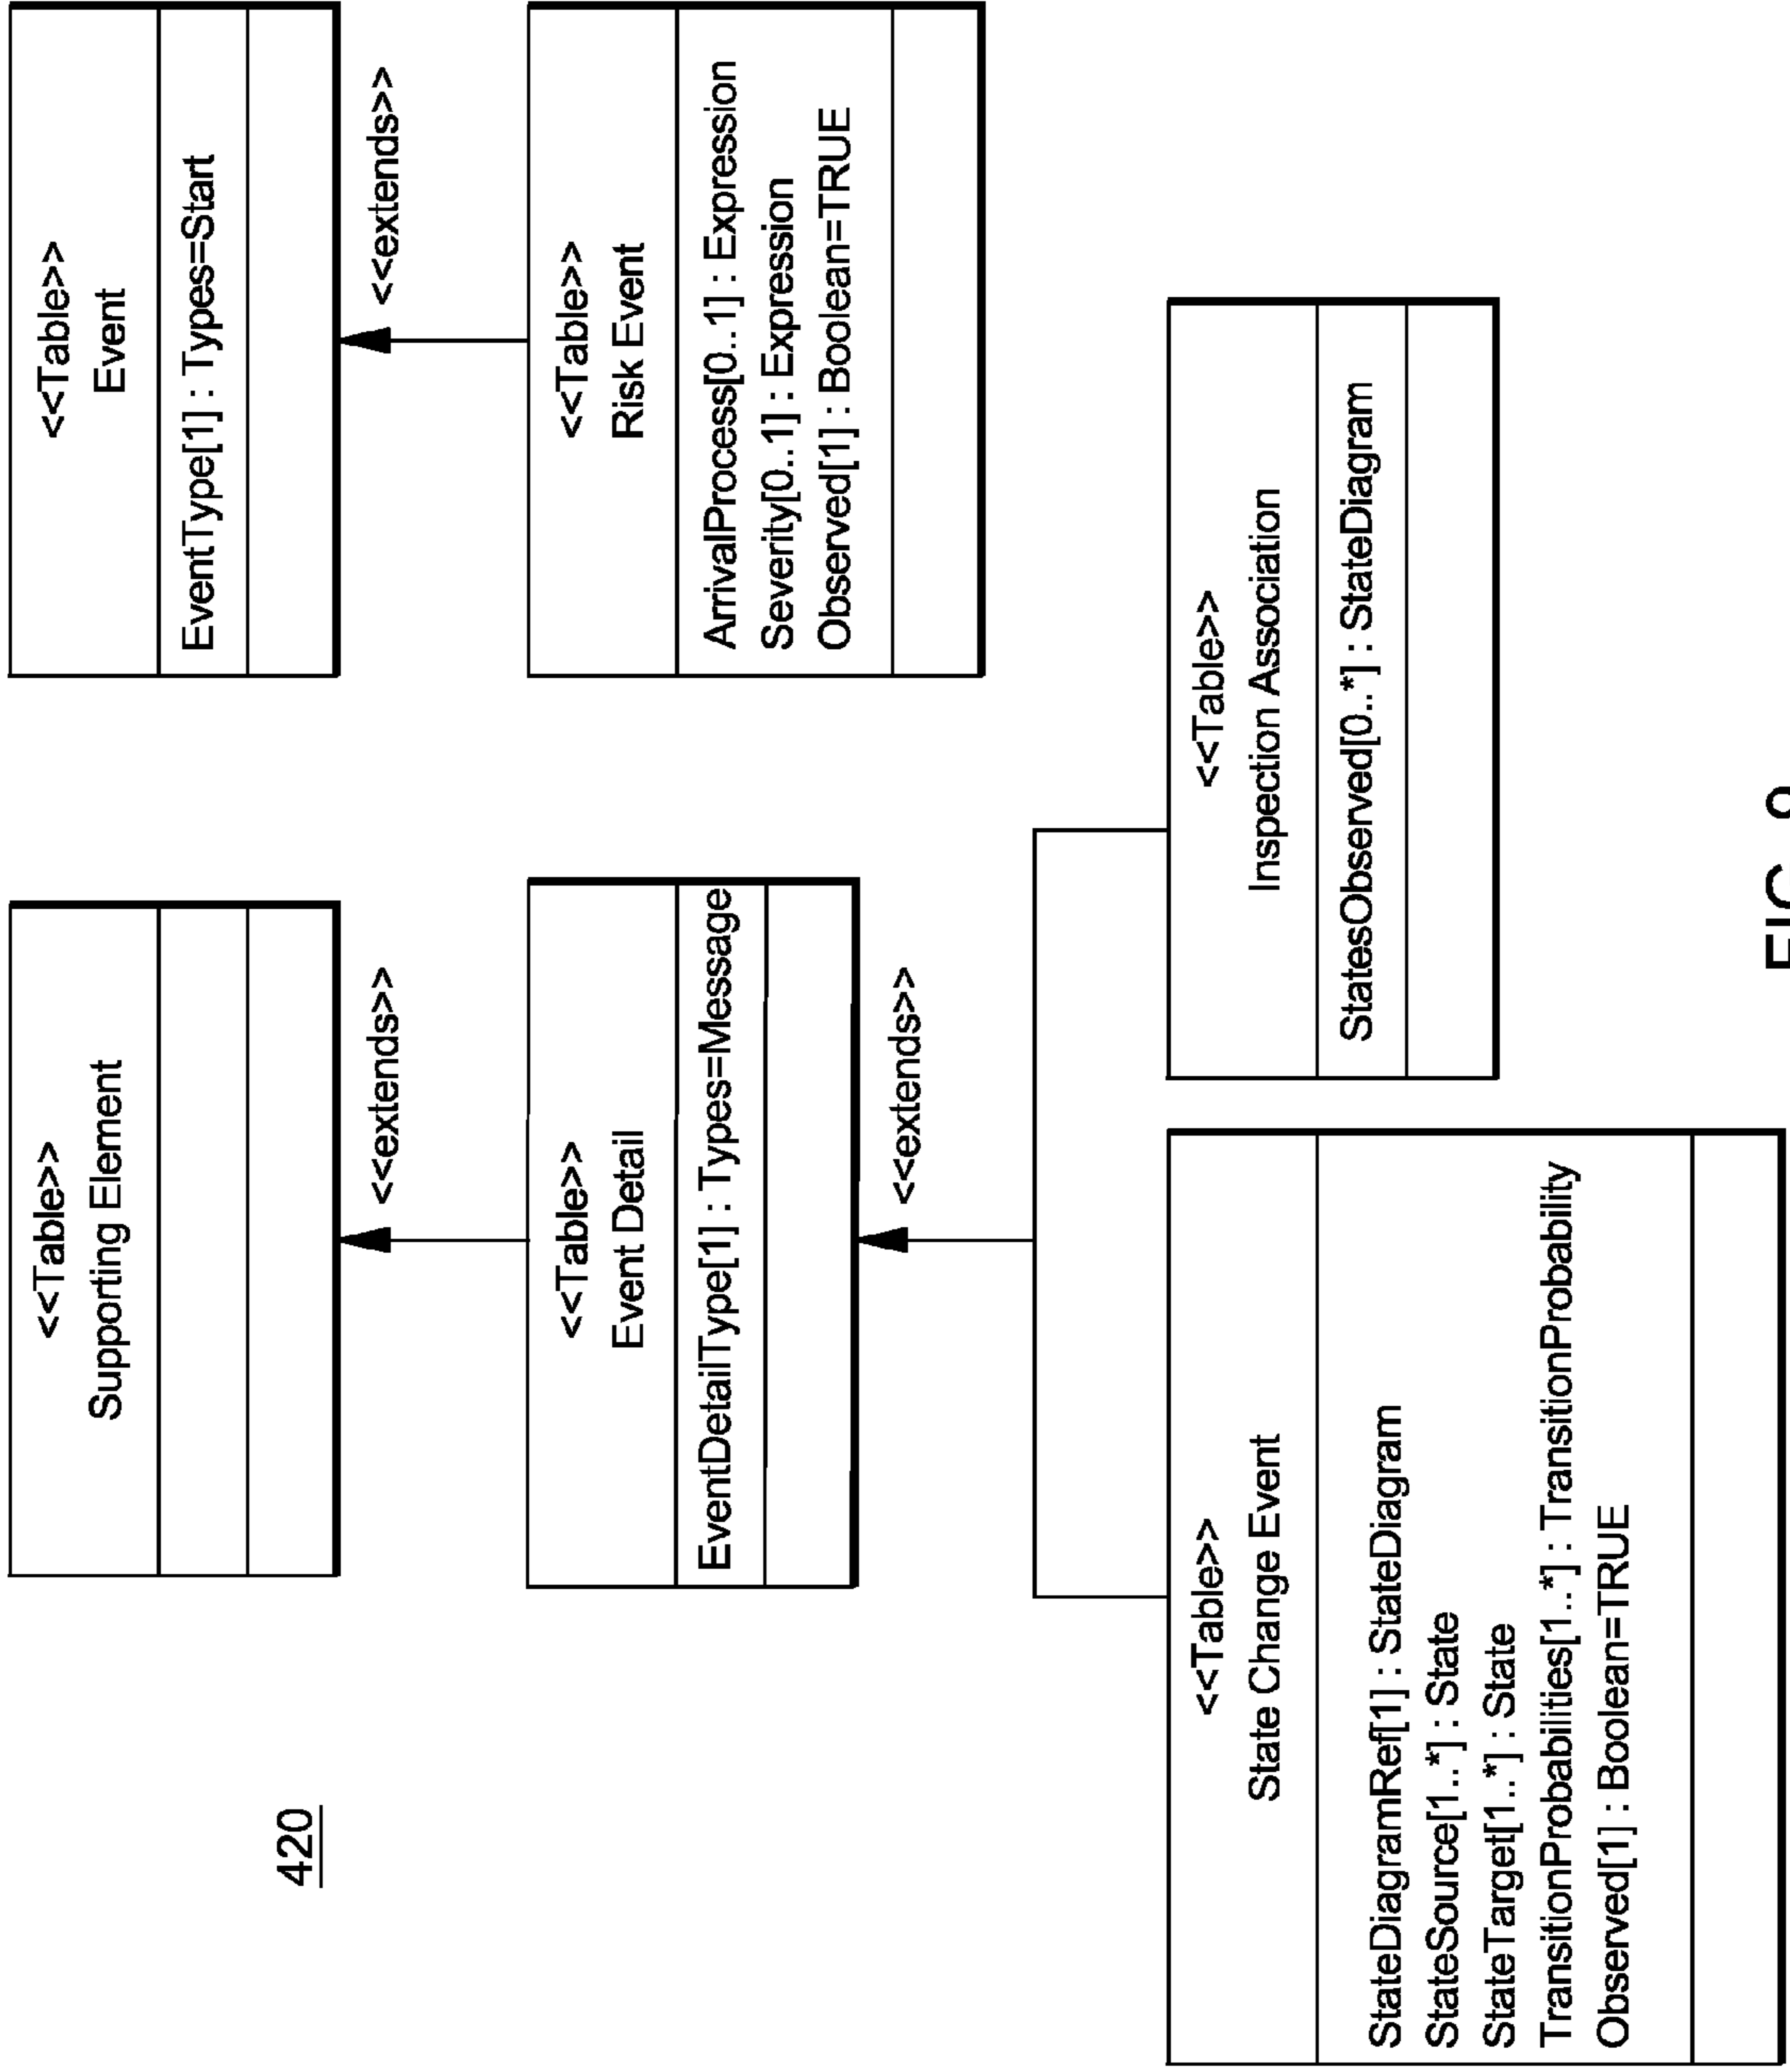 420
<<Table>>
Supporting Element
<<extends>>
<<Table>>
Event Detail
EventDetailType[1] : Types=Message
<<extends>>
<<Table>>
State Change Event
StateDiagramRef[1] : StateDiagram
StateSource[1..*] : State
StateTarget[1..*] : State
TransitionProbabilities[1..*] : TransitionProbability
Observed[1] : Boolean=TRUE
<<Table>>
Inspection Association
StatesObserved[0..*] : StateDiagram
<<Table>>
Event
EventType[1] : Types=Start
<<extends>>
<<Table>>
Risk Event
ArrivalProcess[0..1] : Expression
Severity[0..1] : Expression
Observed[1] : Boolean=TRUE